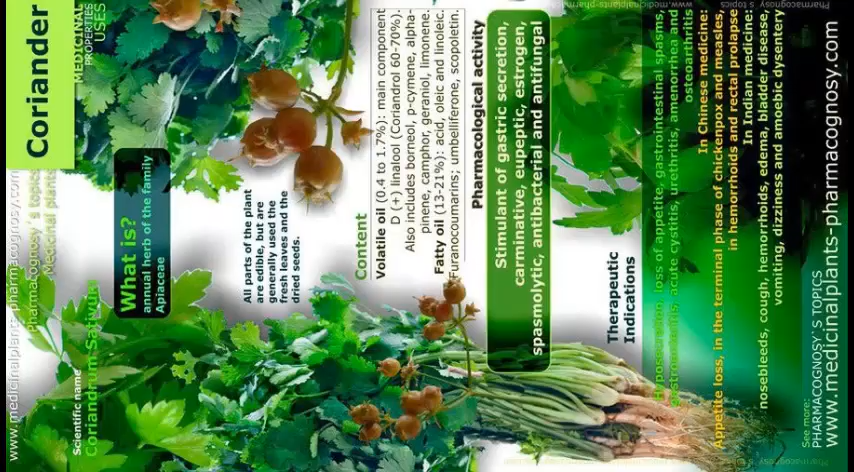 Coriander
MEDICINAL
PROPERTIES
USES
www.medicinalplants-pharmacognosy.com
Pharmacognosy´s topics
Medicinal plants
Scientific name
Coriandrum Sativum
What is?
annual herb of the family
Apiaceae
All parts of the plant
are edible, but are
generally used the
fresh leaves and the
dried seeds.
Content
Volatile oil (0.4 to 1.7%): main component
D (+) linalool (Coriandrol 60-70%).
Also includes borneol, p-cymene, alpha-
pinene, camphor, geraniol, limonene.
Fatty oil (13-21%): acid, oleic and linoleic.
Furanocoumarins; umbelliferone, scopoletin.
Pharmacological activity
Stimulant of gastric secretion,
carminative, eupeptic, estrogen,
spasmolytic, antibacterial and antifungal
Therapeutic
Indications
Hyposecretion, loss of appetite, gastrointestinal spasms,
acute cystitis, urethritis, amenorrhea and
osteoarthritis
In Chinese medicine:
Appetite loss, in the terminal phase of chickenpox and measles,
in hemorrhoids and rectal prolapse
In Indian medicine:
nosebleeds, cough, hemorrhoids, edema, bladder disease,
vomiting, dizziness and amoebic dysentery
See more:
PHARMACOGNOSY´S TOPICS
www.medicinalplants-pharmacognosy.com